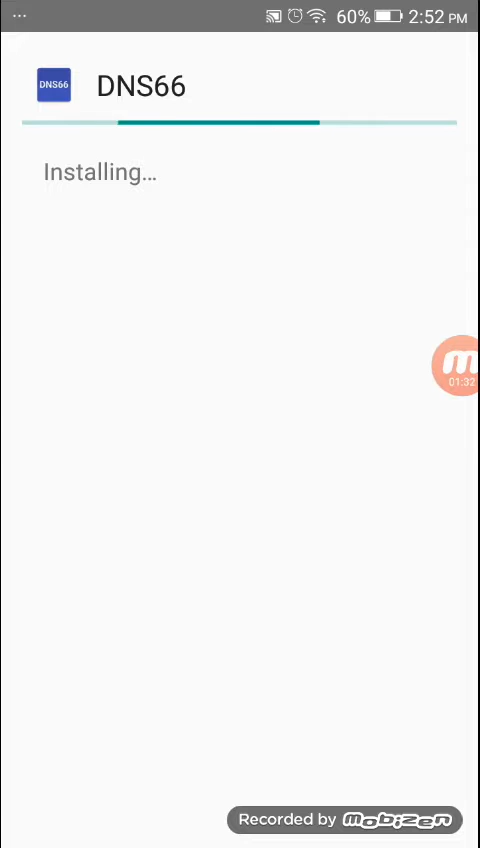 ... 60% 2:52 PM
DNS66 DNS66
Installing...
01:32
Recorded by mobizen